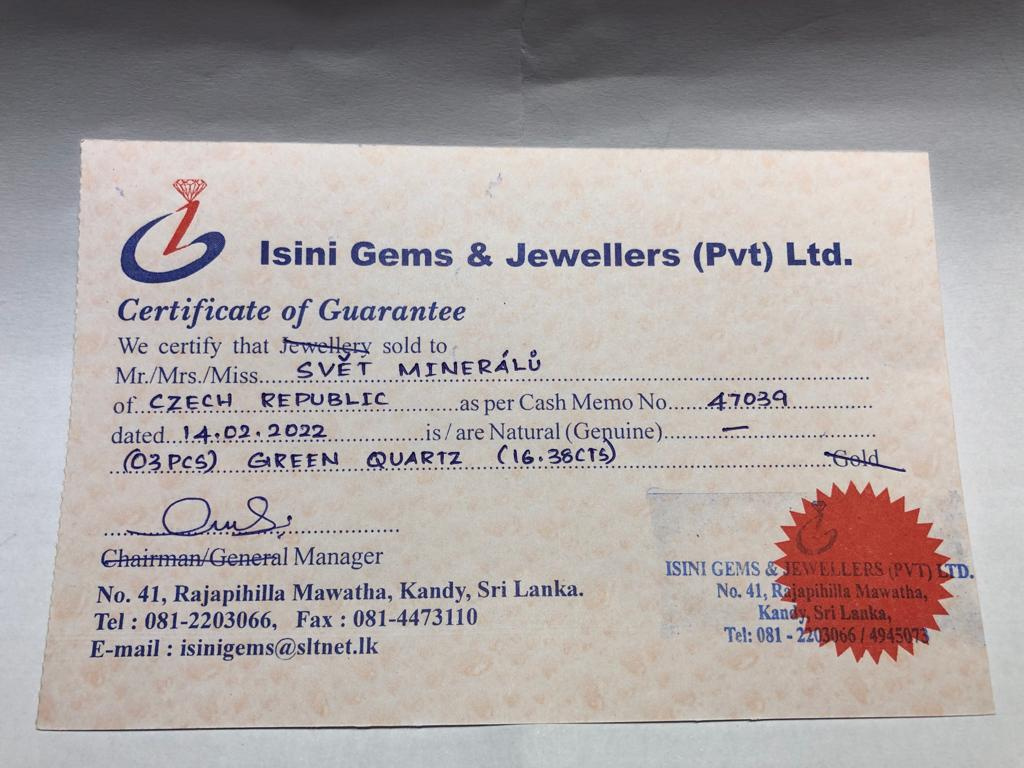 Isini Gems & Jewellers (Pvt) Ltd.
Certificate of Guarantee
We certify that Jewellery sold to
Mr./Mrs./Miss.....SVĚT MINERÁLŮ.....
of CZECH REPUBLIC.....as per Cash Memo No.....47039.....
dated 14.02.2022.....is / are Natural (Genuine).....—.....
(03PCS) GREEN QUARTZ (16.38CTS).....Gold
Chairman/General Manager
No. 41, Rajapihilla Mawatha, Kandy, Sri Lanka.
Tel : 081-2203066, Fax : 081-4473110
E-mail : isinigems@sltnet.lk
ISINI GEMS & JEWELLERS (PVT) LTD.
No. 41, Rajapihilla Mawatha,
Kandy, Sri Lanka,
Tel: 081 - 2203066 / 4945073